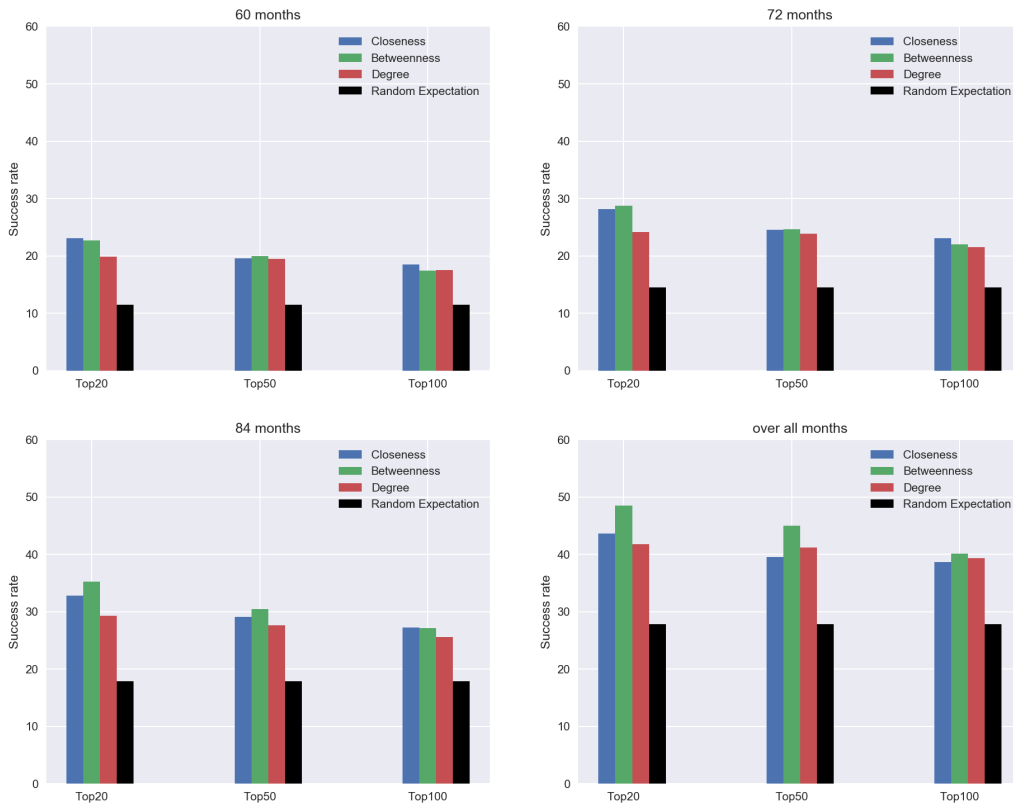 60 months
60
50
40
30
20
10
0
Success rate
Closeness
Betweenness
Degree
Random Expectation
Top20
Top50
Top100
72 months
60
50
40
30
20
10
0
Success rate
Closeness
Betweenness
Degree
Random Expectation
Top20
Top50
Top100
84 months
60
50
40
30
20
10
0
Success rate
Closeness
Betweenness
Degree
Random Expectation
Top20
Top50
Top100
over all months
60
50
40
30
20
10
0
Success rate
Closeness
Betweenness
Degree
Random Expectation
Top20
Top50
Top100